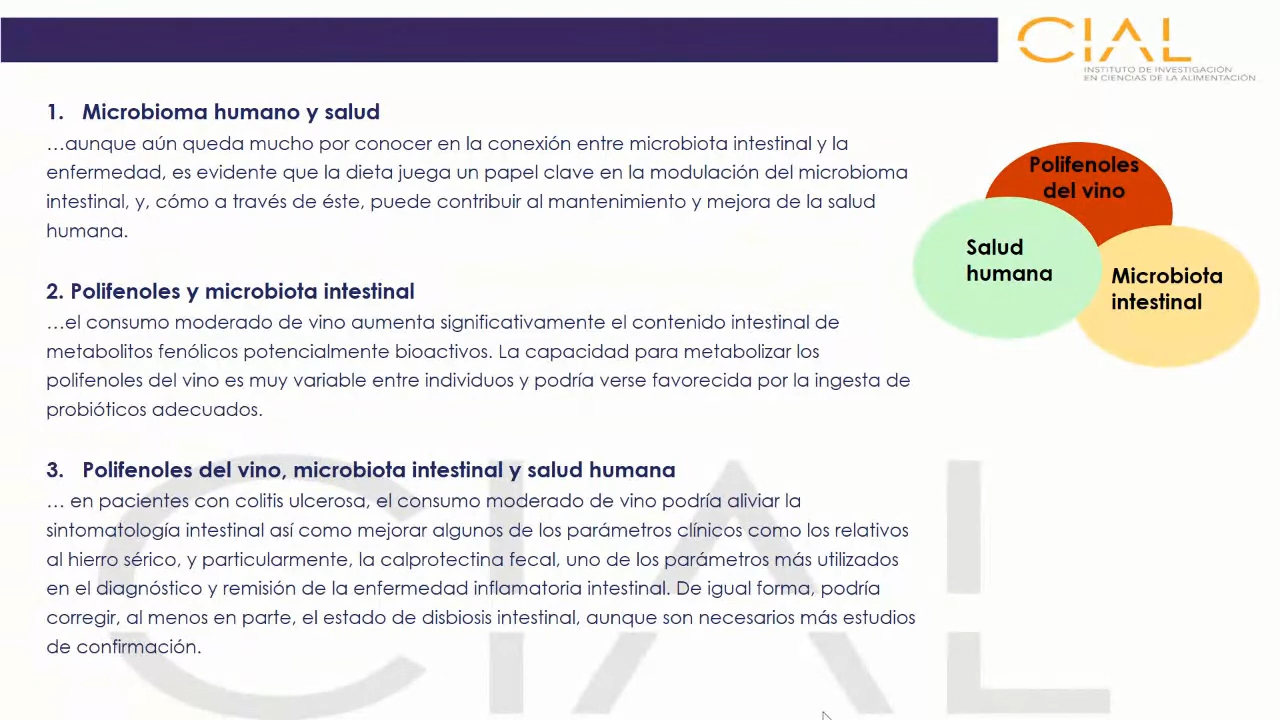 CIAL
INSTITUTO DE INVESTIGACIÓN
EN CIENCIAS DE LA ALIMENTACIÓN
1. Microbioma humano y salud
…aunque aún queda mucho por conocer en la conexión entre microbiota intestinal y la
enfermedad, es evidente que la dieta juega un papel clave en la modulación del microbioma
intestinal, y, cómo a través de éste, puede contribuir al mantenimiento y mejora de la salud
humana.
2. Polifenoles y microbiota intestinal
…el consumo moderado de vino aumenta significativamente el contenido intestinal de
metabolitos fenólicos potencialmente bioactivos. La capacidad para metabolizar los
polifenoles del vino es muy variable entre individuos y podría verse favorecida por la ingesta de
probióticos adecuados.
3. Polifenoles del vino, microbiota intestinal y salud humana
… en pacientes con colitis ulcerosa, el consumo moderado de vino podría aliviar la
sintomatología intestinal así como mejorar algunos de los parámetros clínicos como los relativos
al hierro sérico, y particularmente, la calprotectina fecal, uno de los parámetros más utilizados
en el diagnóstico y remisión de la enfermedad inflamatoria intestinal. De igual forma, podría
corregir, al menos en parte, el estado de disbiosis intestinal, aunque son necesarios más estudios
de confirmación.
Polifenoles
del vino
Salud
humana
Microbiota
intestinal
CIAL